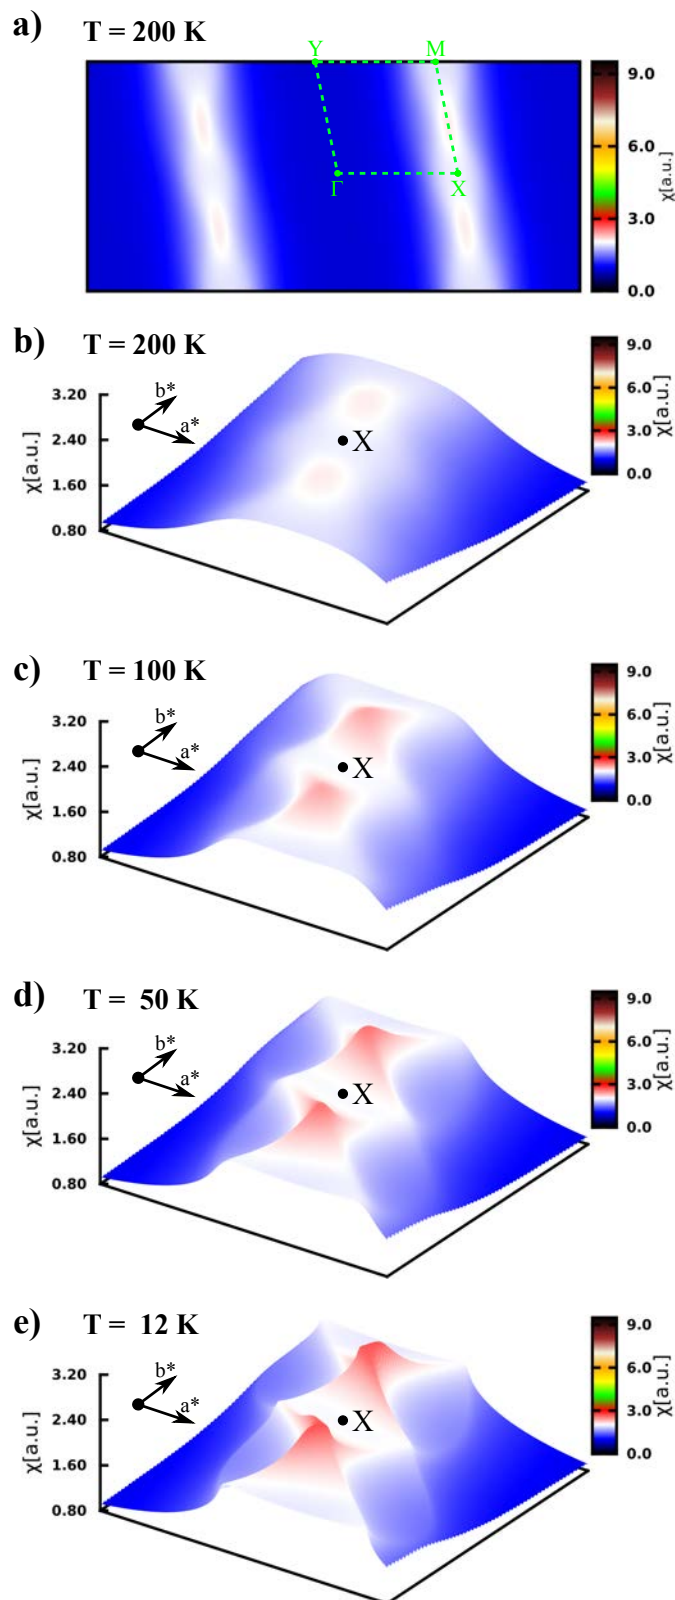 a) T = 200 K
Y M
Γ X
9.0
6.0
3.0
0.0
χ[a.u.]
b) T = 200 K
b*
a*
3.20
2.40
1.60
0.80
χ[a.u.]
X
9.0
6.0
3.0
0.0
χ[a.u.]
c) T = 100 K
b*
a*
3.20
2.40
1.60
0.80
χ[a.u.]
X
9.0
6.0
3.0
0.0
χ[a.u.]
d) T = 50 K
b*
a*
3.20
2.40
1.60
0.80
χ[a.u.]
X
9.0
6.0
3.0
0.0
χ[a.u.]
e) T = 12 K
b*
a*
3.20
2.40
1.60
0.80
χ[a.u.]
X
9.0
6.0
3.0
0.0
χ[a.u.]